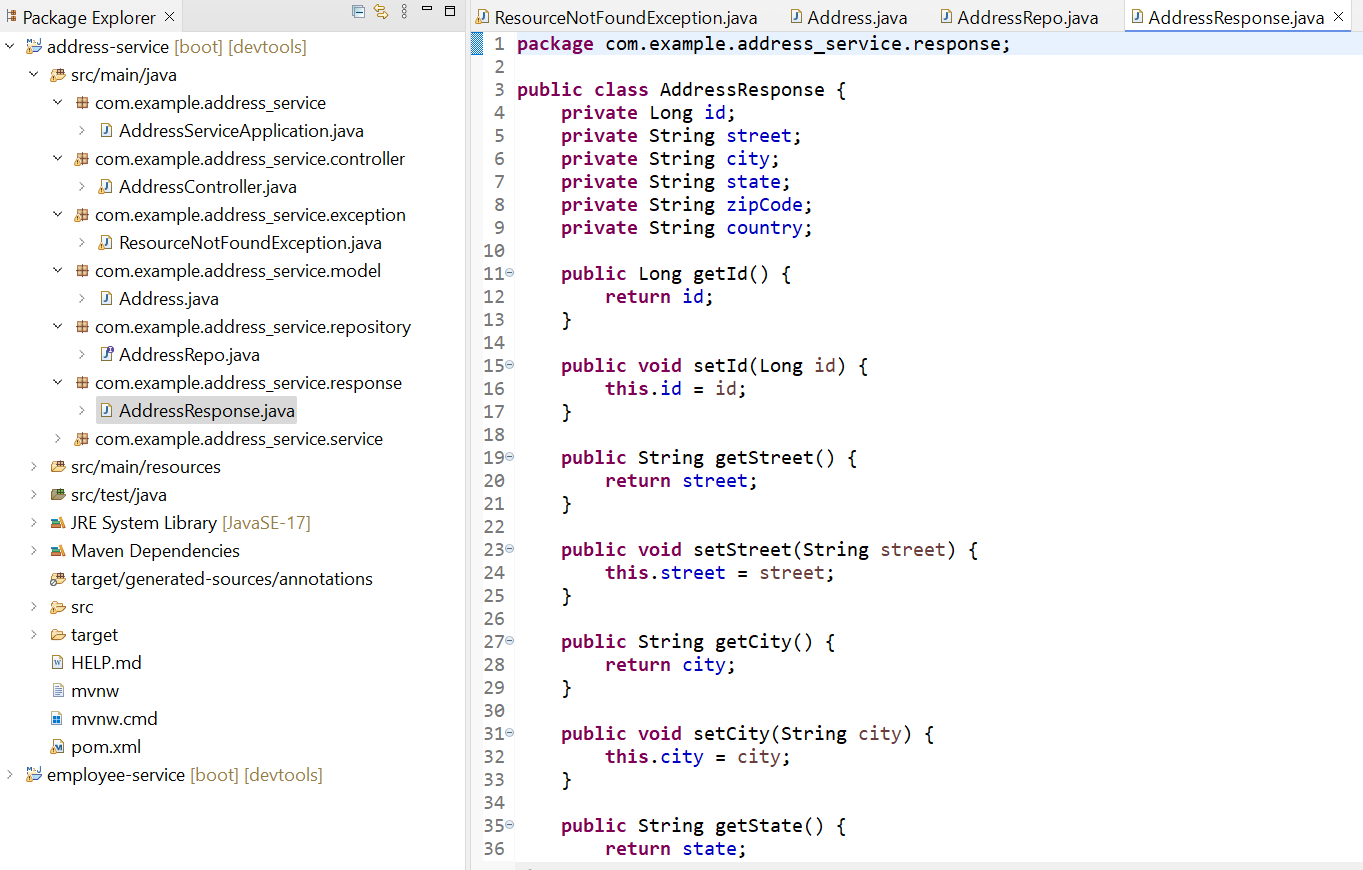 Package Explorer
address-service [boot] [devtools]
src/main/java
com.example.address_service
AddressServiceApplication.java
com.example.address_service.controller
AddressController.java
com.example.address_service.exception
ResourceNotFoundException.java
com.example.address_service.model
Address.java
com.example.address_service.repository
AddressRepo.java
com.example.address_service.response
AddressResponse.java
com.example.address_service.service
src/main/resources
src/test/java
JRE System Library [JavaSE-17]
Maven Dependencies
target/generated-sources/annotations
src
target
HELP.md
mvnw
mvnw.cmd
pom.xml
employee-service [boot] [devtools]
ResourceNotFoundException.java Address.java AddressRepo.java AddressResponse.java
1 package com.example.address_service.response;
2
3 public class AddressResponse {
4 private Long id;
5 private String street;
6 private String city;
7 private String state;
8 private String zipCode;
9 private String country;
10
11 public Long getId() {
12 return id;
13 }
14
15 public void setId(Long id) {
16 this.id = id;
17 }
18
19 public String getStreet() {
20 return street;
21 }
22
23 public void setStreet(String street) {
24 this.street = street;
25 }
26
27 public String getCity() {
28 return city;
29 }
30
31 public void setCity(String city) {
32 this.city = city;
33 }
34
35 public String getState() {
36 return state;